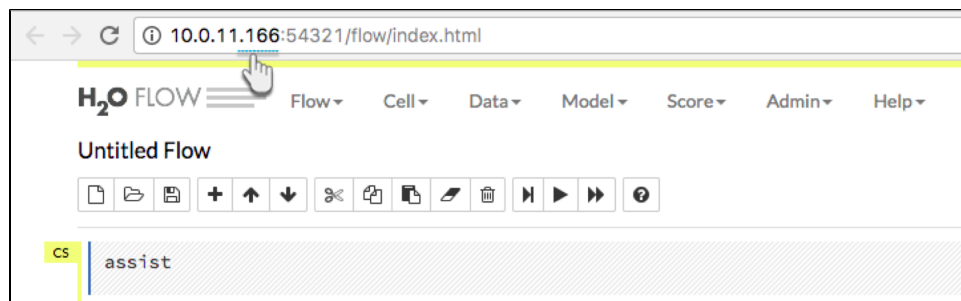 10.0.11.166:54321/flow/index.html
H2O FLOW Flow Cell Data Model Score Admin Help
Untitled Flow
CS
assist